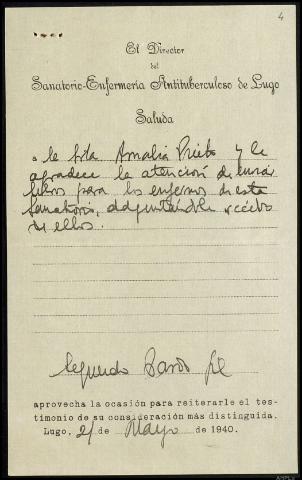 4
El Director
del
Sanatorio-Enfermería Antituberculoso de Lugo
Saluda
a la Srta Amalia Prieto y le
agradece la atención de enviar
libros para los enfermos de este
Sanatorio, adjuntándole recibo
de ellos.
Segundo Gil
aprovecha la ocasión para reiterarle el tes-
timonio de su consideración más distinguida.
Lugo, 21 de Mayo de 1940.